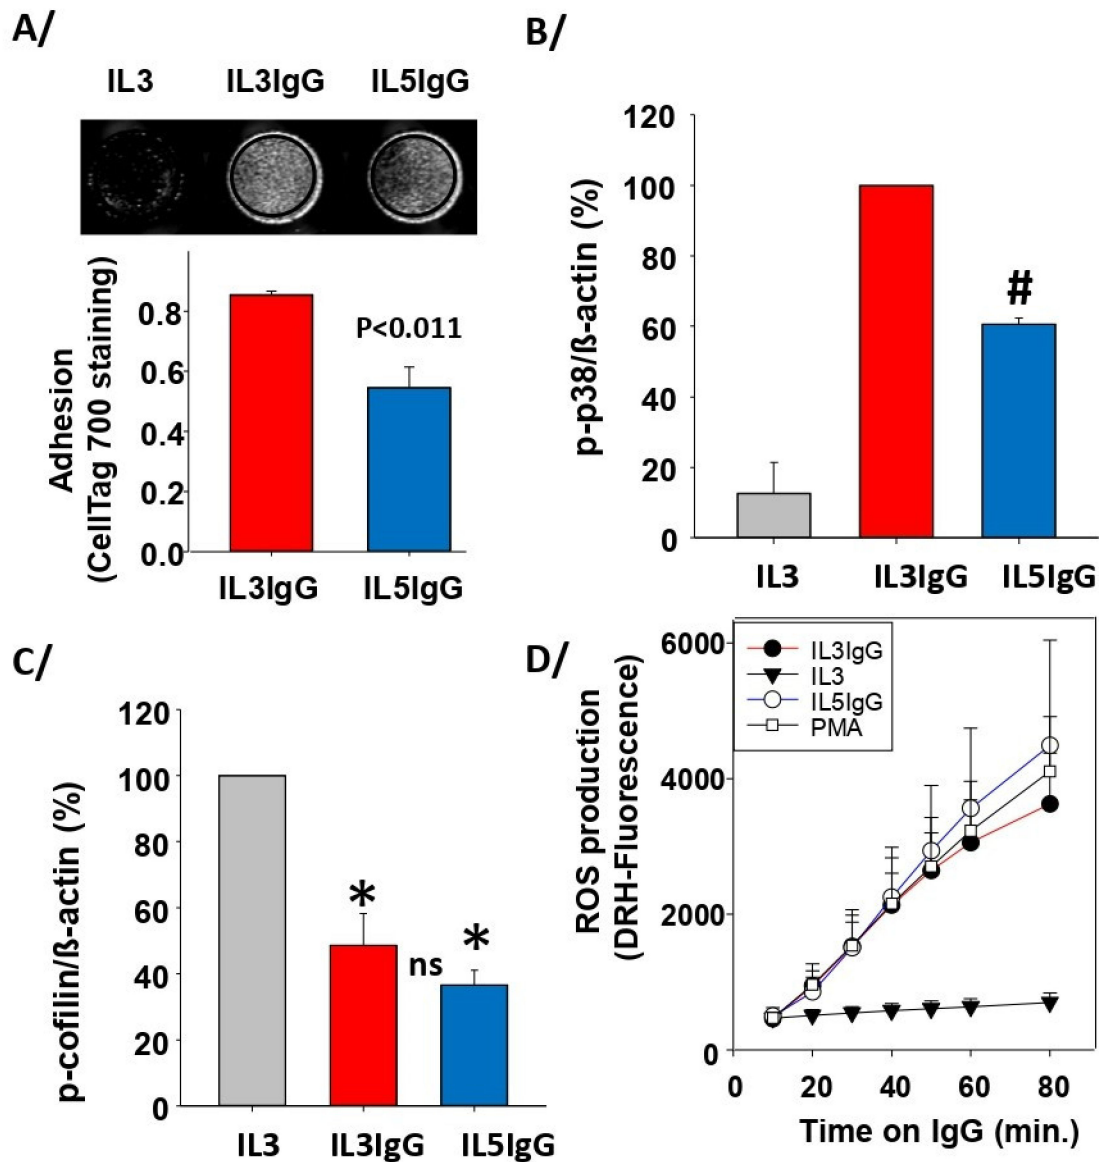 A/
IL3 IL3IgG IL5IgG
Adhesion
(CellTag 700 staining)
0.8
0.6
0.4
0.2
0.0
P<0.011
IL3IgG IL5IgG
B/
p-p38/ß-actin (%)
120
100
80
60
40
20
0
#
IL3 IL3IgG IL5IgG
C/
p-cofilin/ß-actin (%)
120
100
80
60
40
20
0
*
ns
*
IL3 IL3IgG IL5IgG
D/
ROS production
(DRH-Fluorescence)
6000
4000
2000
0
IL3IgG
IL3
IL5IgG
PMA
0 20 40 60 80
Time on IgG (min.)